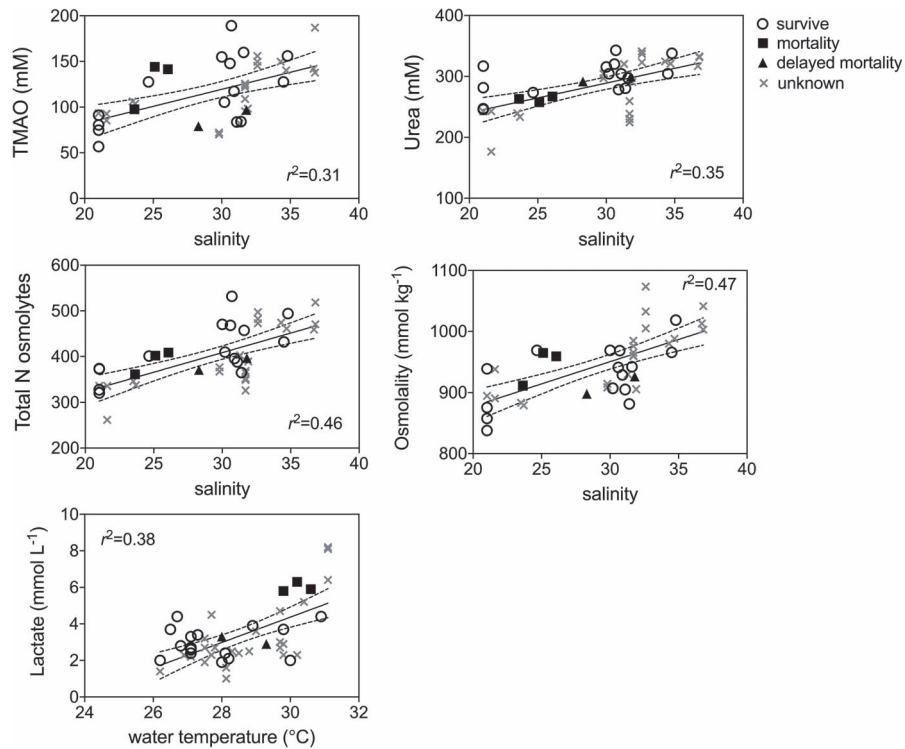 200
150
100
50
0
TMAO (mM)
r²=0.31
20 25 30 35 40
salinity
400
300
200
100
Urea (mM)
r²=0.35
20 25 30 35 40
salinity
survive
mortality
delayed mortality
unknown
600
500
400
300
200
Total N osmolytes
r²=0.46
20 25 30 35 40
salinity
1100
1000
900
800
Osmolality (mmol kg⁻¹)
r²=0.47
20 25 30 35 40
salinity
10
8
6
4
2
0
Lactate (mmol L⁻¹)
r²=0.38
24 26 28 30 32
water temperature (°C)